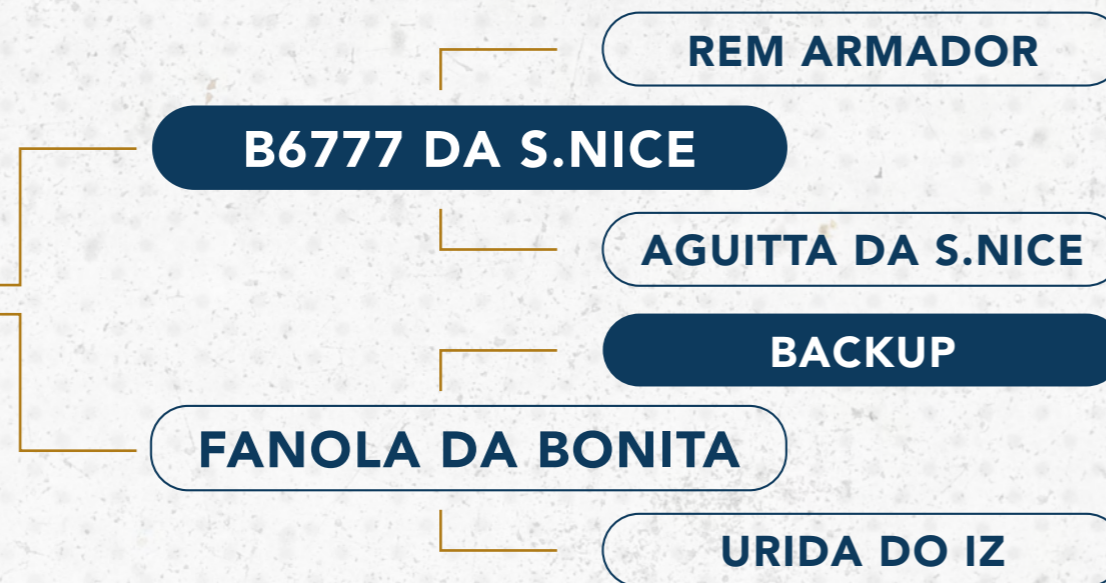 REM ARMADOR
B6777 DA S.NICE
AGUITTA DA S.NICE
BACKUP
FANOLA DA BONITA
URIDA DO IZ